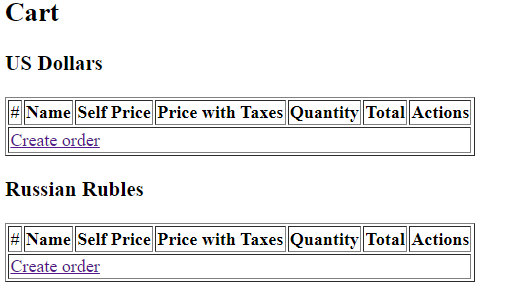 Cart
US Dollars
# Name Self Price Price with Taxes Quantity Total Actions
Create order
Russian Rubles
# Name Self Price Price with Taxes Quantity Total Actions
Create order